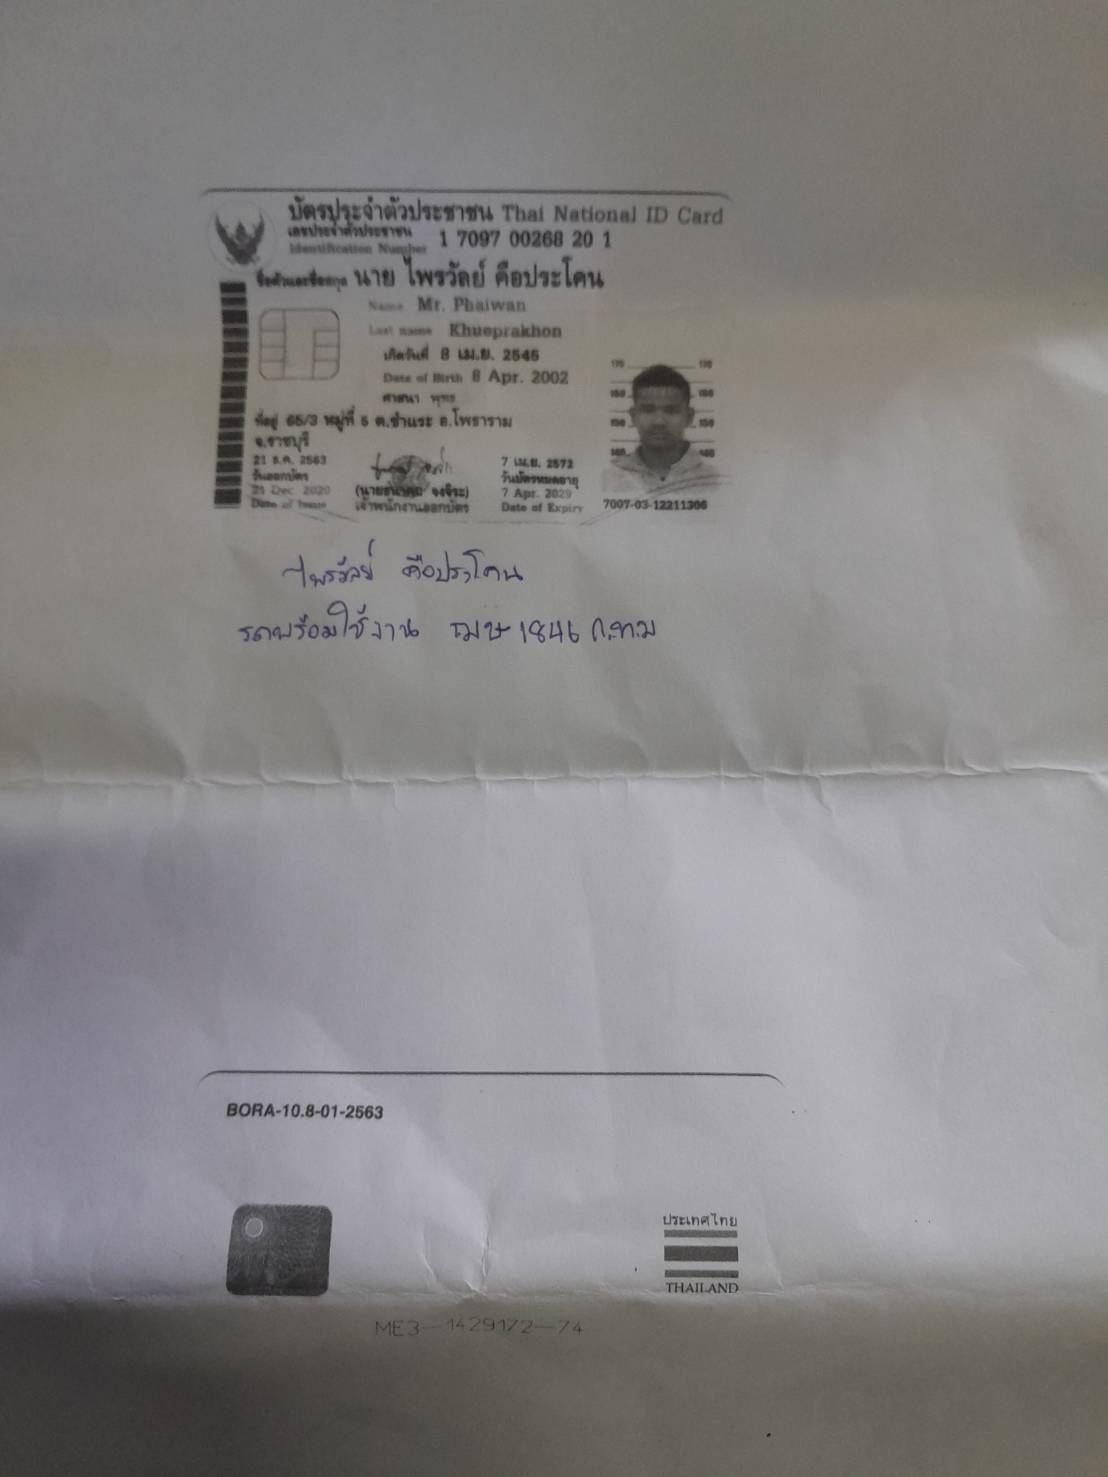 บัตรประจำตัวประชาชน Thai National ID Card
เลขประจำตัวประชาชน
Identification Number 1 7097 00268 20 1
ชื่อตัวและชื่อสกุล นาย ไพรวัลย์ คือประโคน
Name Mr. Phaiwan
Last name Khueprakhon
เกิดวันที่ 8 เม.ย. 2545
Date of Birth 8 Apr. 2002
ศาสนา พุทธ
ที่อยู่ 65/3 หมู่ที่ 5 ต.ชำแระ อ.โพธาราม
จ.ราชบุรี
21 ธ.ค. 2563
วันออกบัตร
21 Dec. 2020
Date of Issue
เจ้าพนักงานออกบัตร
7 เม.ย. 2572
วันบัตรหมดอายุ
7 Apr. 2029
Date of Expiry
170 170
160 160
150 150
140 140
7007-03-12211306
ไพรวัลย์ คือประโคน
รถพร้อมใช้งาน 1846 ก.ท.ม
BORA-10.8-01-2563
ประเทศไทย
THAILAND
ME3-1429172-74